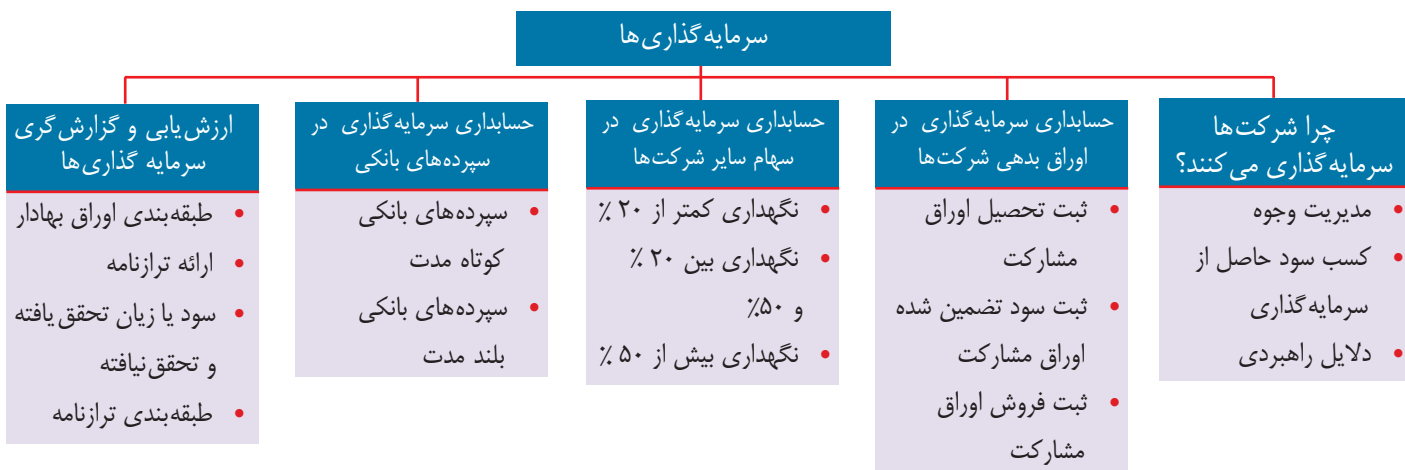 سرمایه‌گذاری‌ها
چرا شرکت‌ها
سرمایه‌گذاری می‌کنند؟
• مدیریت وجوه
• کسب سود حاصل از
سرمایه‌گذاری
• دلایل راهبردی
حسابداری سرمایه‌گذاری در
اوراق بدهی شرکت‌ها
• ثبت تحصیل اوراق
مشارکت
• ثبت سود تضمین شده
اوراق مشارکت
• ثبت فروش اوراق
مشارکت
حسابداری سرمایه‌گذاری در
سهام سایر شرکت‌ها
• نگهداری کمتر از ۲۰ ٪
• نگهداری بین ۲۰ ٪
و ۵۰٪
• نگهداری بیش از ۵۰ ٪
حسابداری سرمایه‌گذاری در
سپرده‌های بانکی
• سپرده‌های بانکی
کوتاه مدت
• سپرده‌های بانکی
بلند مدت
ارزش‌یابی و گزارش‌گری
سرمایه گذاری‌ها
• طبقه‌بندی اوراق بهادار
• ارائه ترازنامه
• سود یا زیان تحقق‌یافته
و تحقق‌نیافته
• طبقه‌بندی ترازنامه